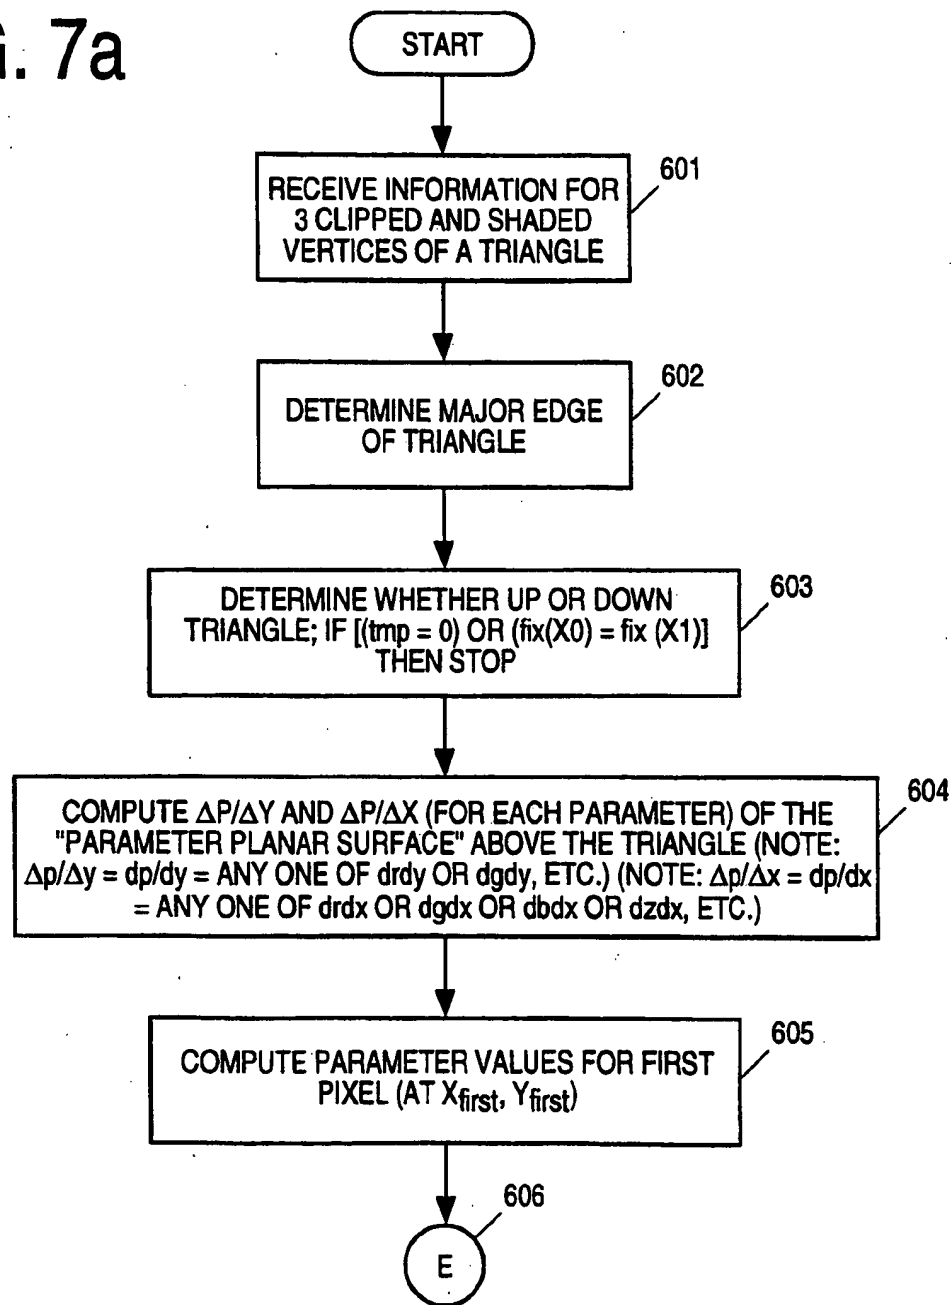 G. 7a
START
601
RECEIVE INFORMATION FOR
3 CLIPPED AND SHADED
VERTICES OF A TRIANGLE
602
DETERMINE MAJOR EDGE
OF TRIANGLE
603
DETERMINE WHETHER UP OR DOWN
TRIANGLE; IF [(tmp = 0) OR (fix(X0) = fix (X1)]
THEN STOP
604
COMPUTE ΔP/ΔY AND ΔP/ΔX (FOR EACH PARAMETER) OF THE
"PARAMETER PLANAR SURFACE" ABOVE THE TRIANGLE (NOTE:
Δp/Δy = dp/dy = ANY ONE OF drdy OR dgdy, ETC.) (NOTE: Δp/Δx = dp/dx
= ANY ONE OF drdx OR dgdx OR dbdx OR dzdx, ETC.)
605
COMPUTE PARAMETER VALUES FOR FIRST
PIXEL (AT Xfirst, Yfirst)
606
E